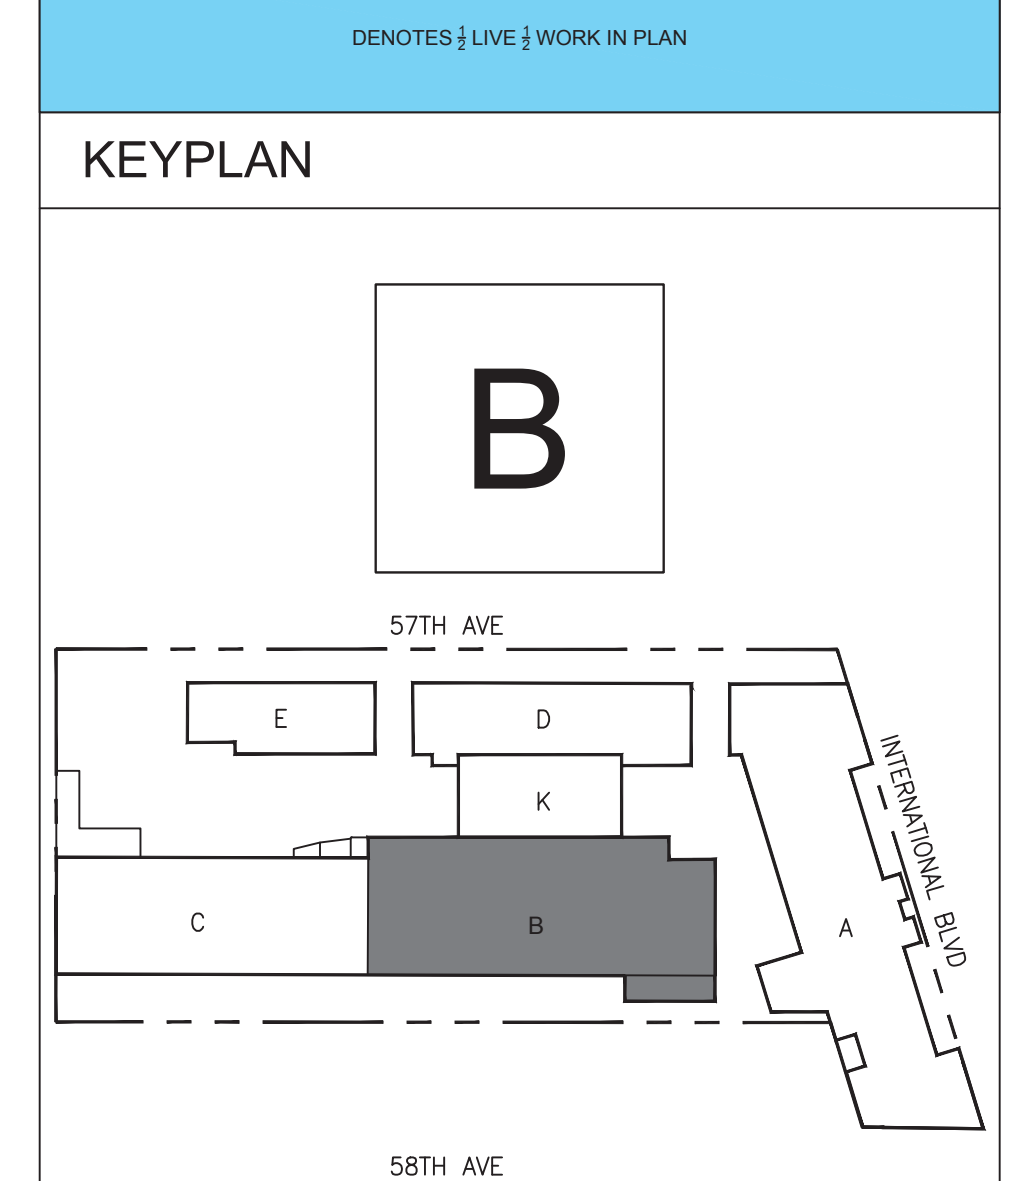 DENOTES ½ LIVE ½ WORK IN PLAN
KEYPLAN
B
57TH AVE
E
D
K
INTERNATIONAL BLVD
C
B
A
58TH AVE